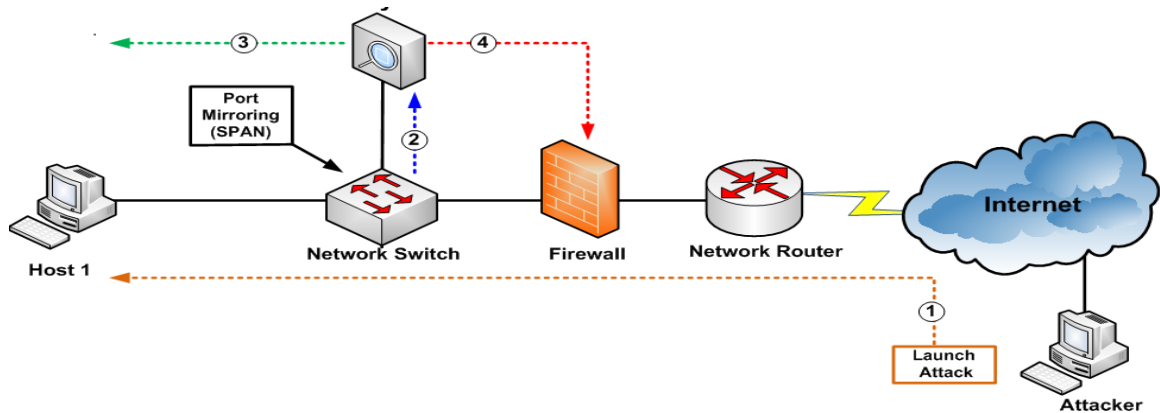 3
4
Port
Mirroring
(SPAN)
2
Internet
Network Switch
Firewall
Network Router
Host 1
1
Launch
Attack
Attacker